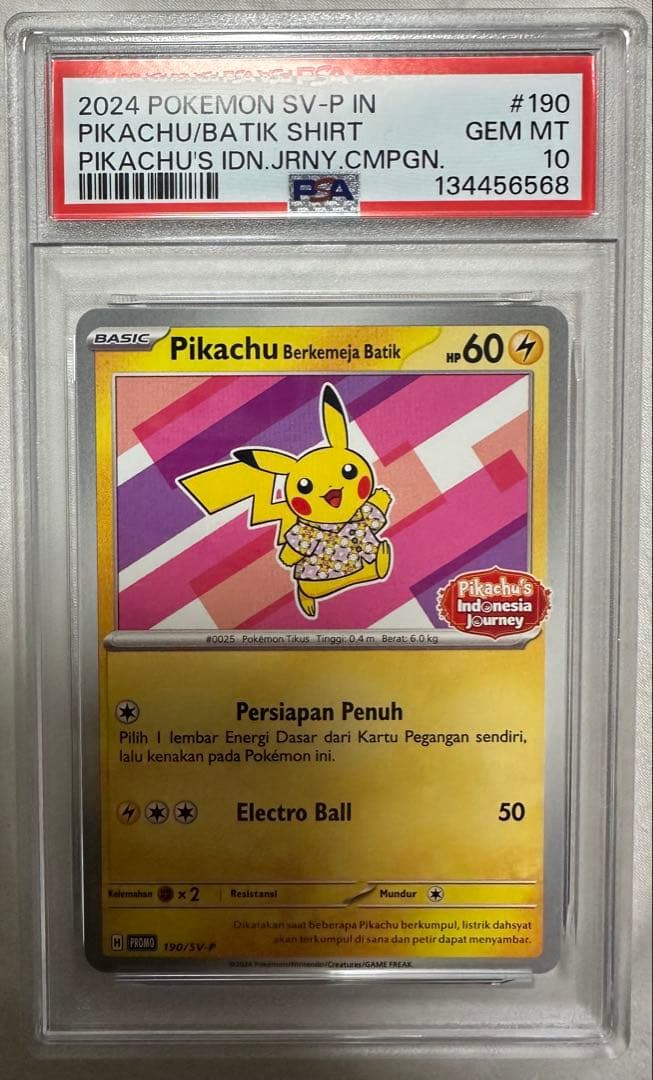 2024 POKEMON SV-P IN #190
PIKACHU/BATIK SHIRT GEM MT
PIKACHU'S IDN.JRNY.CMPGN. 10
PSA 134456568
BASIC Pikachu Berkemeja Batik HP 60
Pikachu's
Indonesia
Journey
#0025 Pokémon Tikus Tinggi: 0.4 m Berat: 6.0 kg
Persiapan Penuh
Pilih 1 lembar Energi Dasar dari Kartu Pegangan sendiri,
lalu kenakan pada Pokémon ini.
Electro Ball 50
Kelemahan ×2 Resistansi Mundur
Dikatakan saat beberapa Pikachu berkumpul, listrik dahsyat
akan terkumpul di sana dan petir dapat menyambar.
H PROMO 190/SV-P
©2024 Pokémon/Nintendo/Creatures/GAME FREAK.